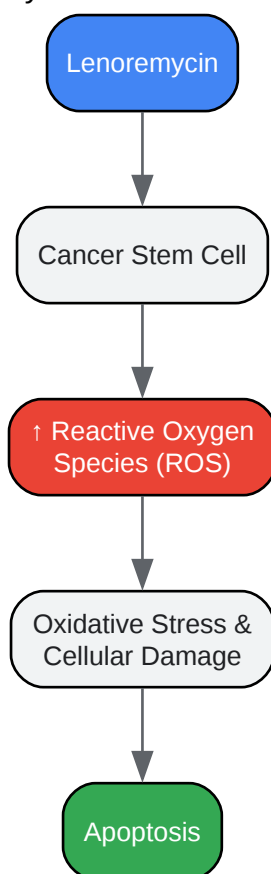 Lenoremycin
Cancer Stem Cell
↑ Reactive Oxygen
Species (ROS)
Oxidative Stress &
Cellular Damage
Apoptosis